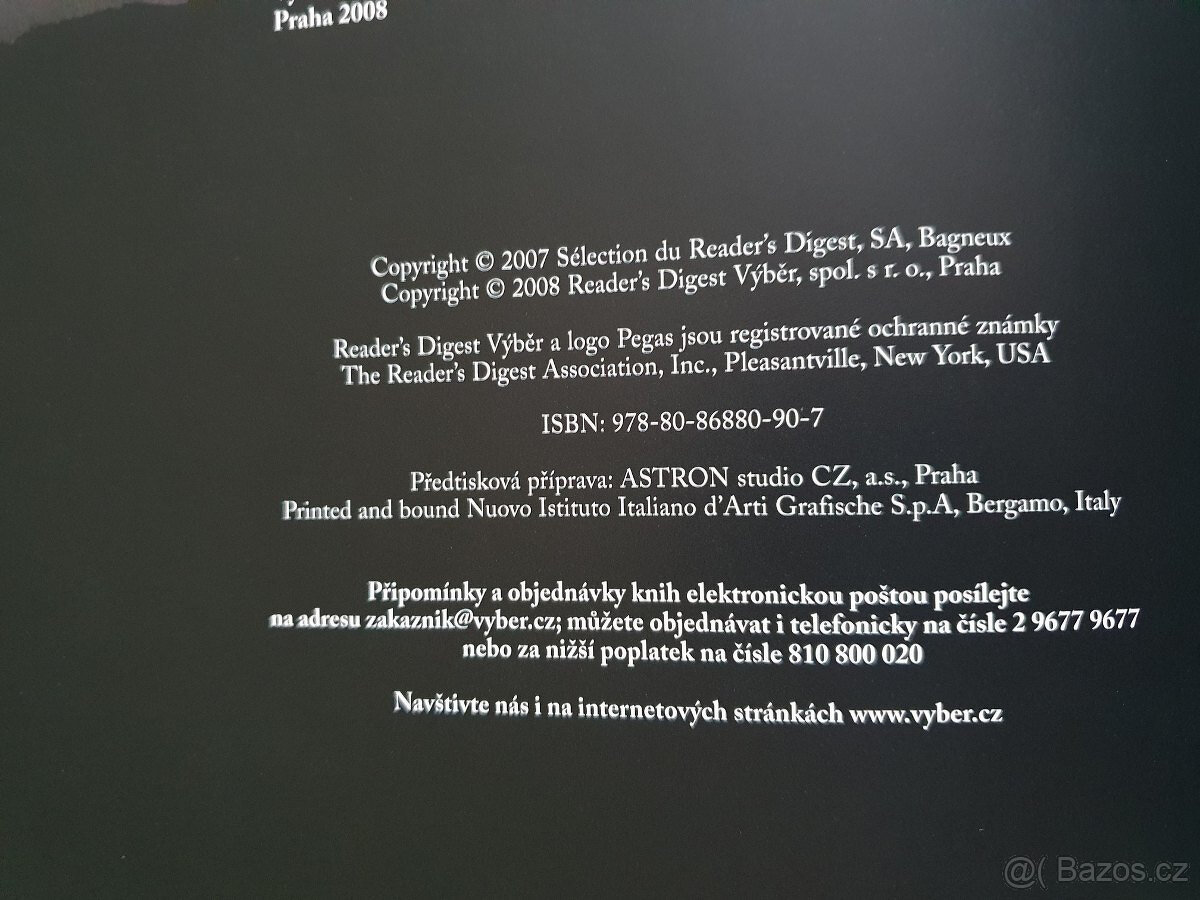 Praha 2008
Copyright © 2007 Sélection du Reader's Digest, SA, Bagneux
Copyright © 2008 Reader's Digest Výběr, spol. s r. o., Praha
Reader's Digest Výběr a logo Pegas jsou registrované ochranné známky
The Reader's Digest Association, Inc., Pleasantville, New York, USA
ISBN: 978-80-86880-90-7
Předtisková příprava: ASTRON studio CZ, a.s., Praha
Printed and bound Nuovo Istituto Italiano d'Arti Grafische S.p.A, Bergamo, Italy
Připomínky a objednávky knih elektronickou poštou posílejte
na adresu zakaznik@vyber.cz; můžete objednávat i telefonicky na čísle 2 9677 9677
nebo za nižší poplatek na čísle 810 800 020
Navštivte nás i na internetových stránkách www.vyber.cz
@( Bazos.cz